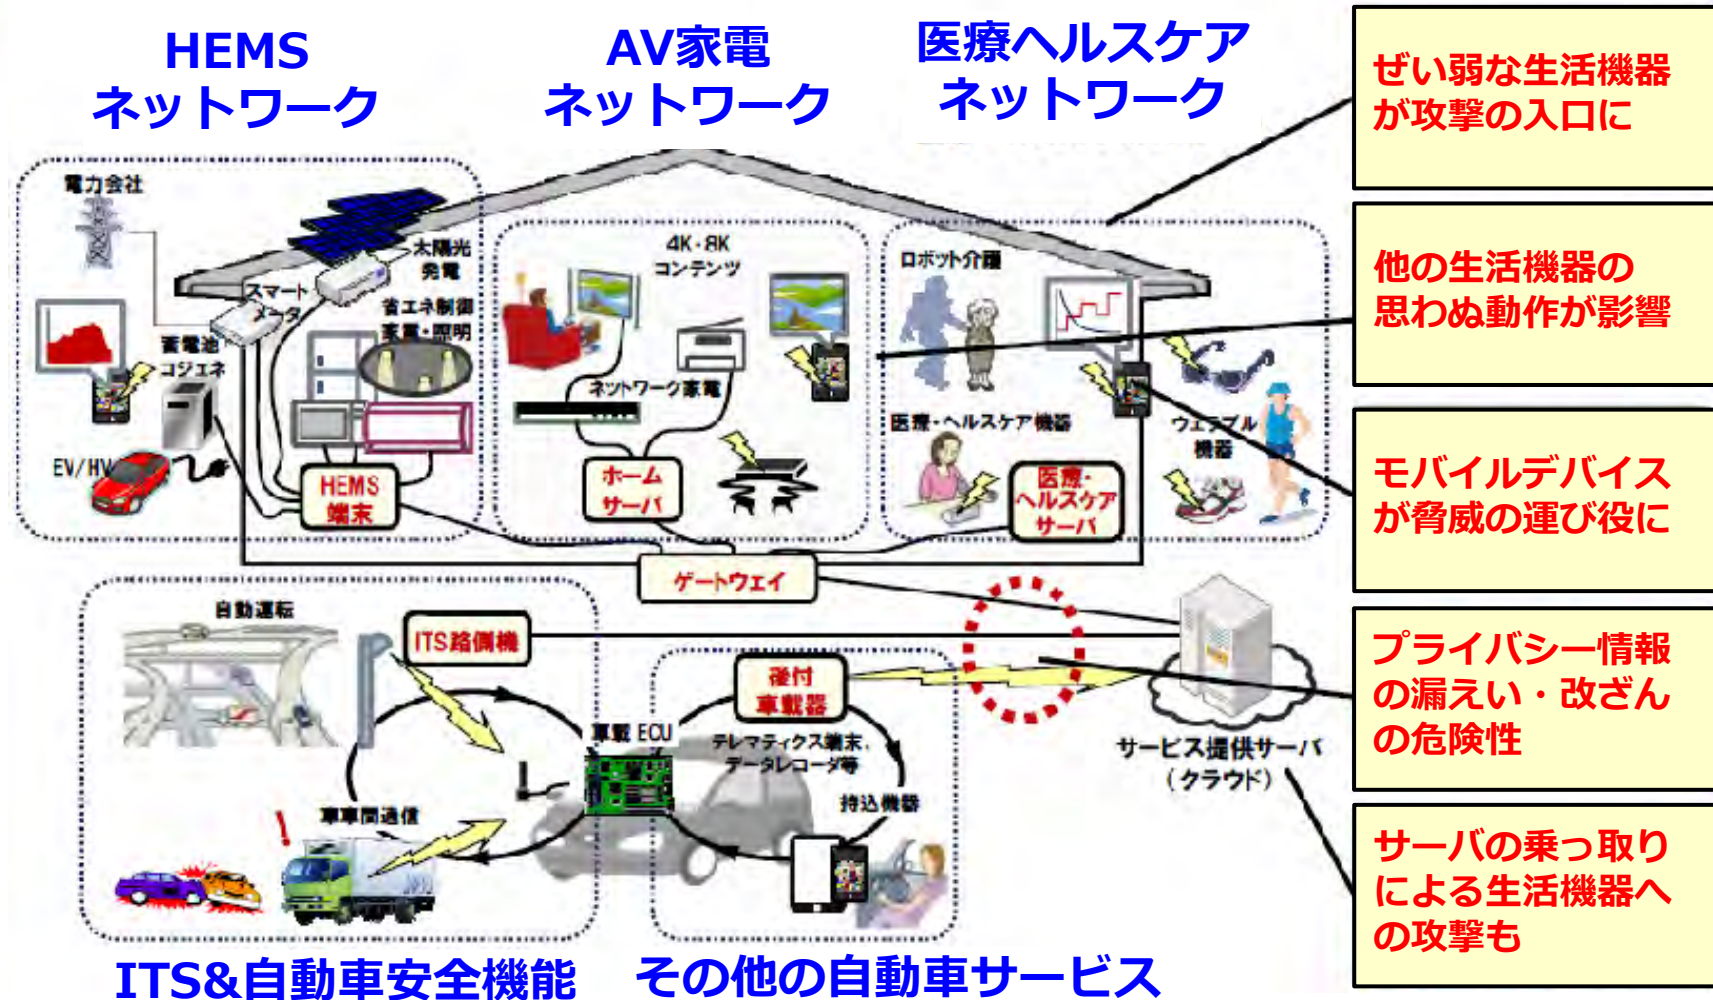 HEMS
ネットワーク
AV家電
ネットワーク
医療ヘルスケア
ネットワーク
ぜい弱な生活機器
が攻撃の入口に
他の生活機器の
思わぬ動作が影響
モバイルデバイス
が脅威の運び役に
プライバシー情報
の漏えい・改ざん
の危険性
サーバの乗っ取り
による生活機器へ
の攻撃も
電力会社
太陽光
発電
スマート
メータ
省エネ制御
家電・照明
蓄電池
コジェネ
EV/HV
HEMS
端末
4K・8K
コンテンツ
ネットワーク家電
ホーム
サーバ
ロボット介護
医療・ヘルスケア機器
ウェラブル
機器
医療・
ヘルスケア
サーバ
ゲートウェイ
自動運転
ITS路側機
後付
車載器
車載 ECU
テレマティクス端末、
データレコーダ等
持込機器
車車間通信
サービス提供サーバ
(クラウド)
ITS&自動車安全機能
その他の自動車サービス